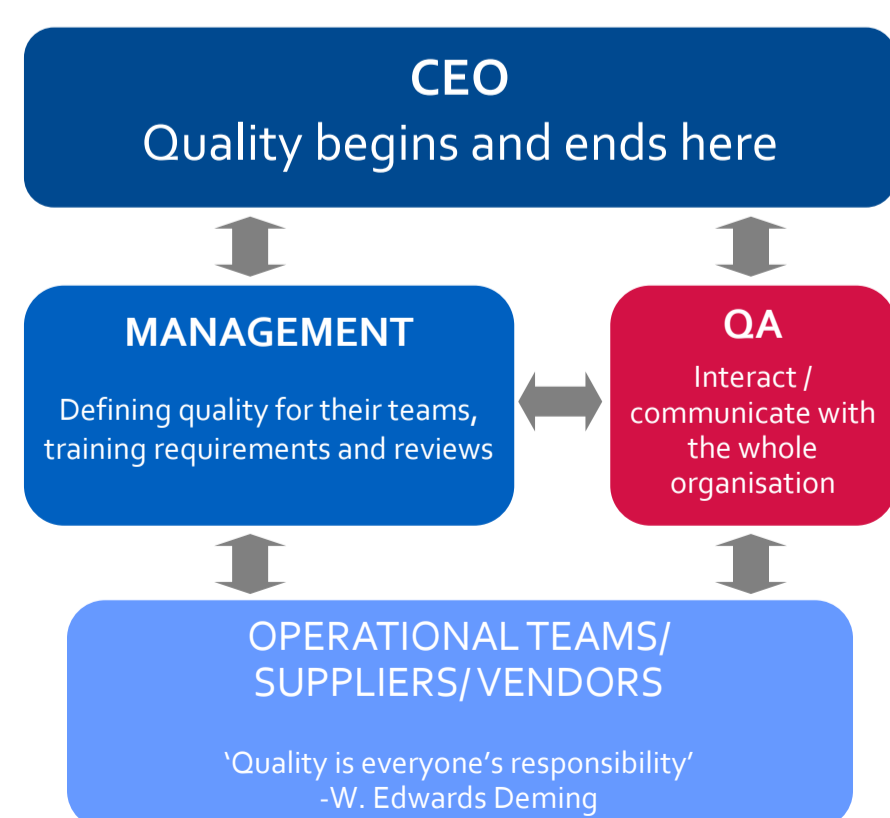 CEO
Quality begins and ends here
MANAGEMENT
Defining quality for their teams,
training requirements and reviews
QA
Interact /
communicate with
the whole
organisation
OPERATIONAL TEAMS/
SUPPLIERS/ VENDORS
‘Quality is everyone’s responsibility’
-W. Edwards Deming